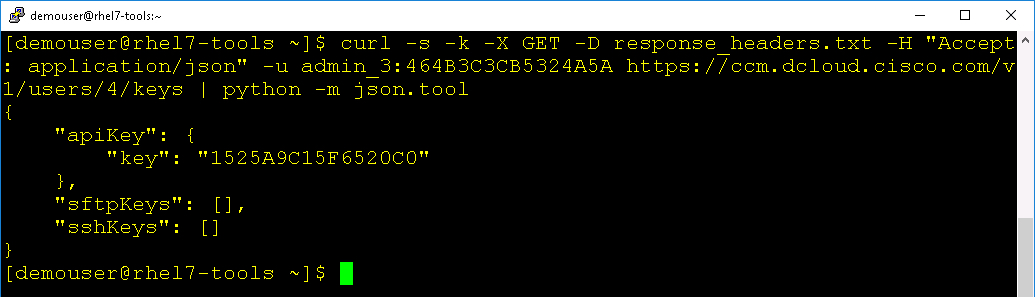 demouser@rhel7-tools:~
[demouser@rhel7-tools ~]$ curl -s -k -X GET -D response_headers.txt -H "Accept
: application/json" -u admin_3:464B3C3CB5324A5A https://ccm.dcloud.cisco.com/v
1/users/4/keys | python -m json.tool
{
    "apiKey": {
        "key": "1525A9C15F6520C0"
    },
    "sftpKeys": [],
    "sshKeys": []
}
[demouser@rhel7-tools ~]$